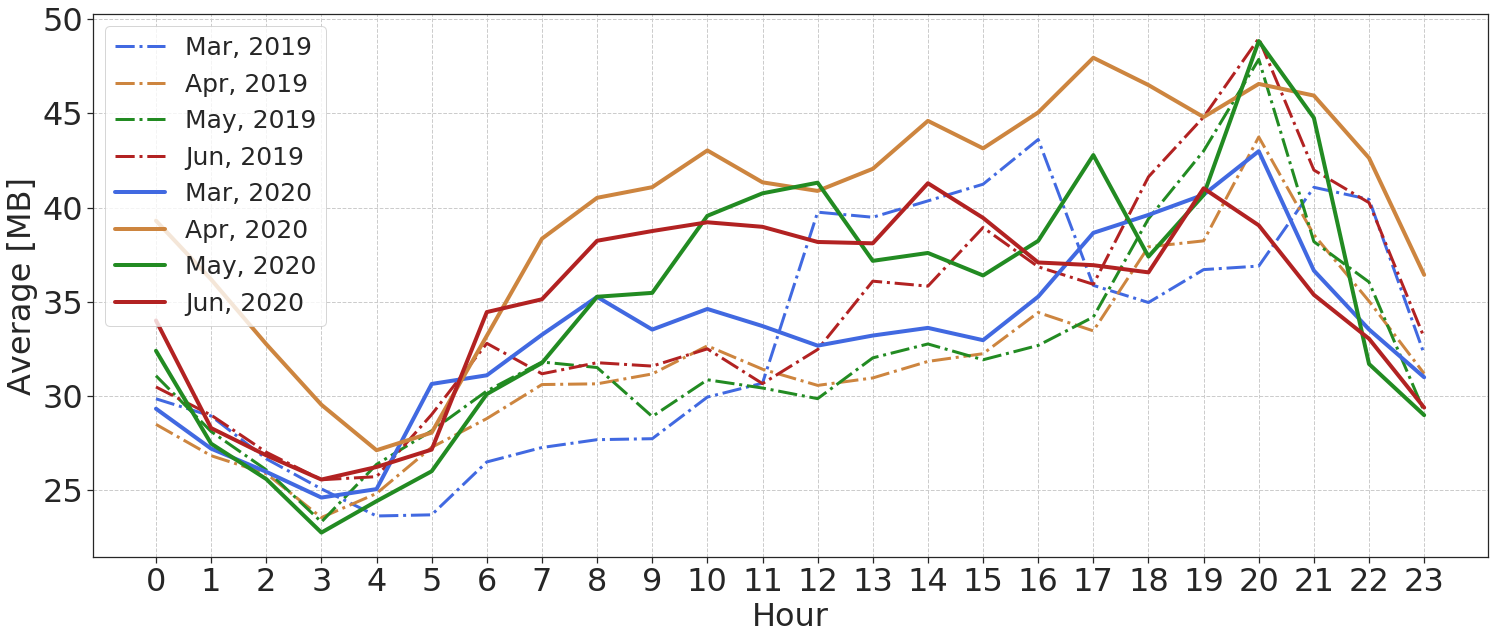 50
45
40
35
30
25
Average [MB]
Mar, 2019
Apr, 2019
May, 2019
Jun, 2019
Mar, 2020
Apr, 2020
May, 2020
Jun, 2020
0 1 2 3 4 5 6 7 8 9 10 11 12 13 14 15 16 17 18 19 20 21 22 23
Hour